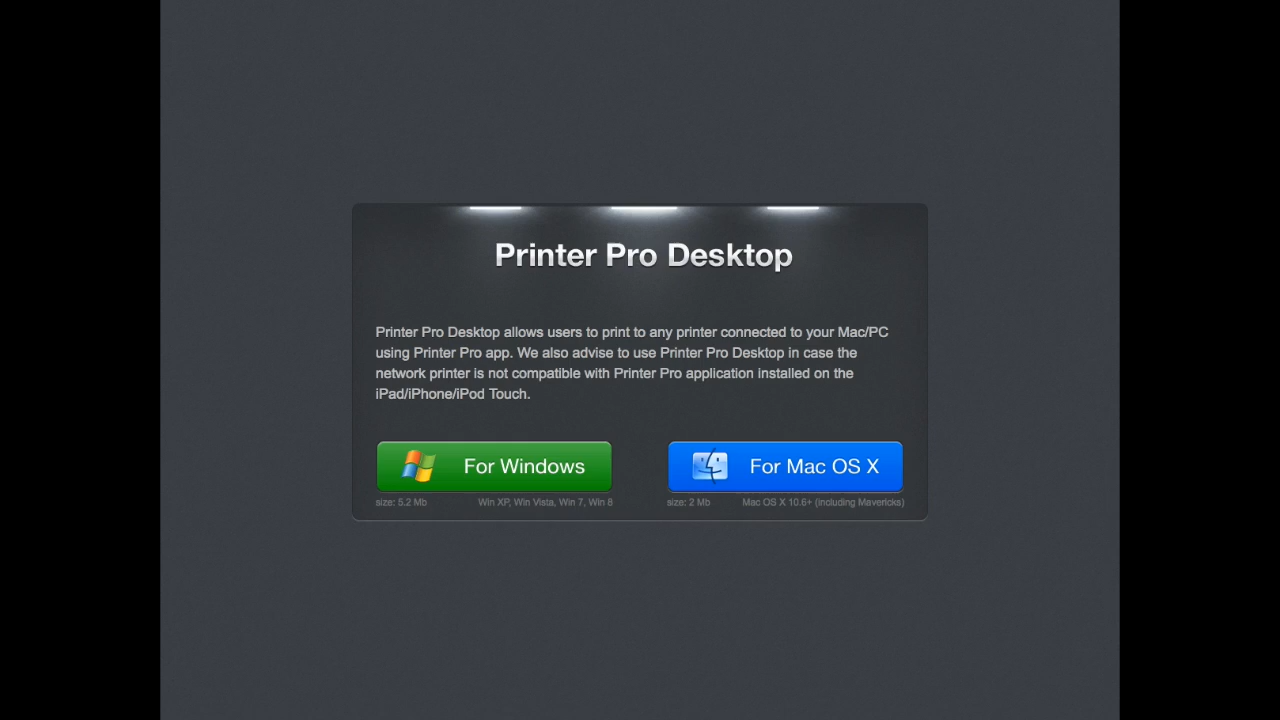 Printer Pro Desktop
Printer Pro Desktop allows users to print to any printer connected to your Mac/PC
using Printer Pro app. We also advise to use Printer Pro Desktop in case the
network printer is not compatible with Printer Pro application installed on the
iPad/iPhone/iPod Touch.
For Windows
For Mac OS X
size: 5.2 Mb
Win XP, Win Vista, Win 7, Win 8
size: 2 Mb
Mac OS X 10.6+ (including Mavericks)